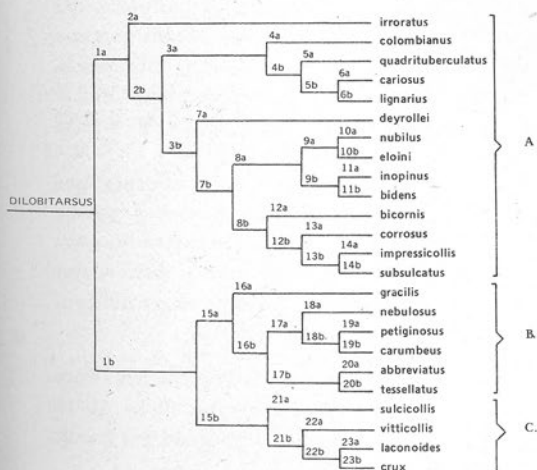 2a irroratus
4a colombianus
1a 3a 5a quadrituberculatus
4b 6a cariosus
5b 6b lignarius
2b 7a deyrollei
10a nubilus
3b 9a 10b eloini
8a 11a inopinus
7b 9b 11b bidens
12a bicornis
8b 13a corrosus
12b 14a impressicollis
13b 14b subsulcatus
A
DILOBITARSUS
16a gracilis
15a 18a nebulosus
17a 19a petiginosus
16b 18b 19b carumbeus
20a abbreviatus
1b 17b 20b tessellatus
B.
21a sulcicollis
15b 22a vitticollis
21b 23a laconoides
22b 23b crux
C.